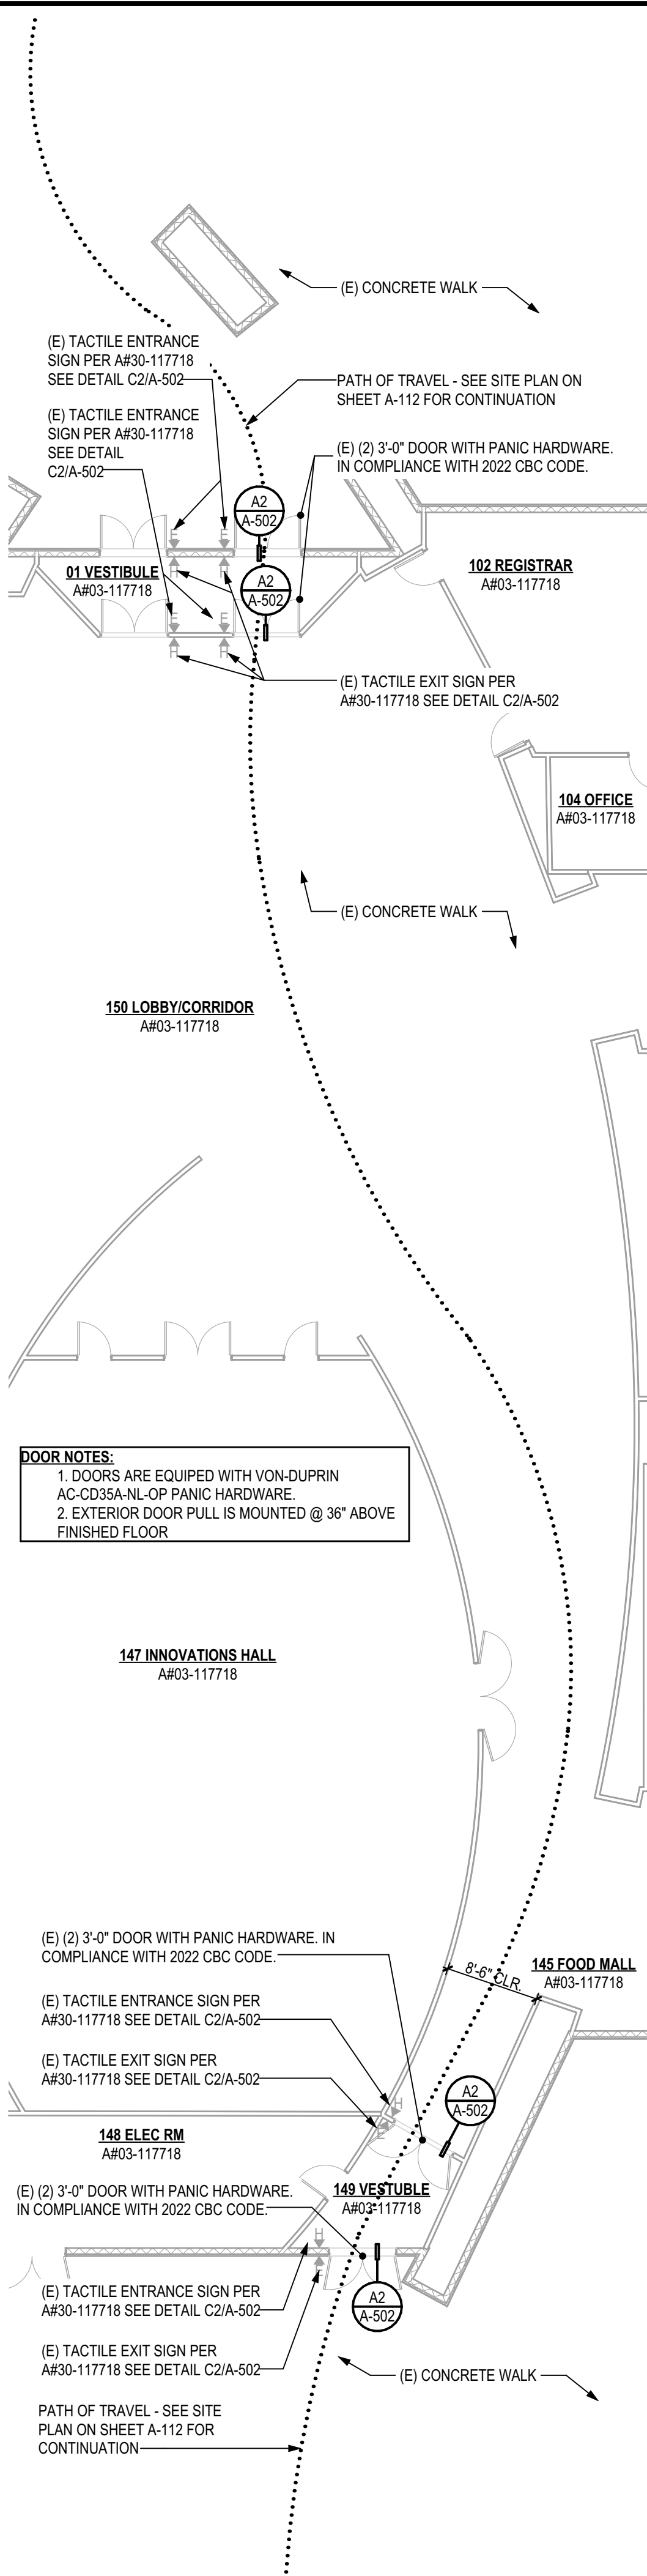 (E) CONCRETE WALK
(E) TACTILE ENTRANCE
SIGN PER A#30-117718
SEE DETAIL C2/A-502
PATH OF TRAVEL - SEE SITE PLAN ON
SHEET A-112 FOR CONTINUATION
(E) TACTILE ENTRANCE
SIGN PER A#30-117718
SEE DETAIL
C2/A-502
(E) (2) 3'-0" DOOR WITH PANIC HARDWARE.
IN COMPLIANCE WITH 2022 CBC CODE.
A2
A-502
E
E
H
H
01 VESTIBULE
A#03-117718
A2
A-502
102 REGISTRAR
A#03-117718
E
E
H
H
(E) TACTILE EXIT SIGN PER
A#30-117718 SEE DETAIL C2/A-502
104 OFFICE
A#03-117718
(E) CONCRETE WALK
150 LOBBY/CORRIDOR
A#03-117718
DOOR NOTES:
1. DOORS ARE EQUIPED WITH VON-DUPRIN
AC-CD35A-NL-OP PANIC HARDWARE.
2. EXTERIOR DOOR PULL IS MOUNTED @ 36" ABOVE
FINISHED FLOOR
147 INNOVATIONS HALL
A#03-117718
(E) (2) 3'-0" DOOR WITH PANIC HARDWARE. IN
COMPLIANCE WITH 2022 CBC CODE.
145 FOOD MALL
A#03-117718
8'-6" CLR.
(E) TACTILE ENTRANCE SIGN PER
A#30-117718 SEE DETAIL C2/A-502
(E) TACTILE EXIT SIGN PER
A#30-117718 SEE DETAIL C2/A-502
A2
A-502
H
E
148 ELEC RM
A#03-117718
(E) (2) 3'-0" DOOR WITH PANIC HARDWARE.
IN COMPLIANCE WITH 2022 CBC CODE.
149 VESTUBLE
A#03-117718
H
E
(E) TACTILE ENTRANCE SIGN PER
A#30-117718 SEE DETAIL C2/A-502
A2
A-502
(E) TACTILE EXIT SIGN PER
A#30-117718 SEE DETAIL C2/A-502
(E) CONCRETE WALK
PATH OF TRAVEL - SEE SITE
PLAN ON SHEET A-112 FOR
CONTINUATION